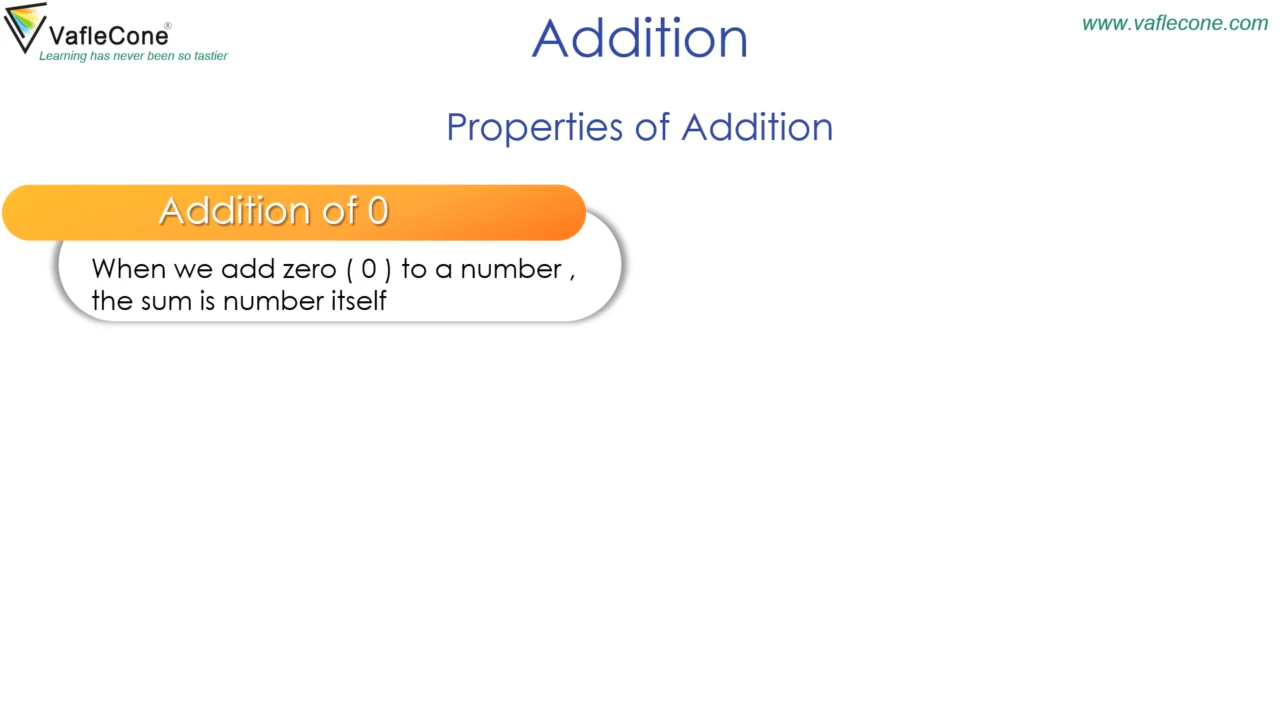 VafleCone®
Learning has never been so tastier
Addition
www.vaflecone.com
Properties of Addition
Addition of 0
When we add zero ( 0 ) to a number ,
the sum is number itself